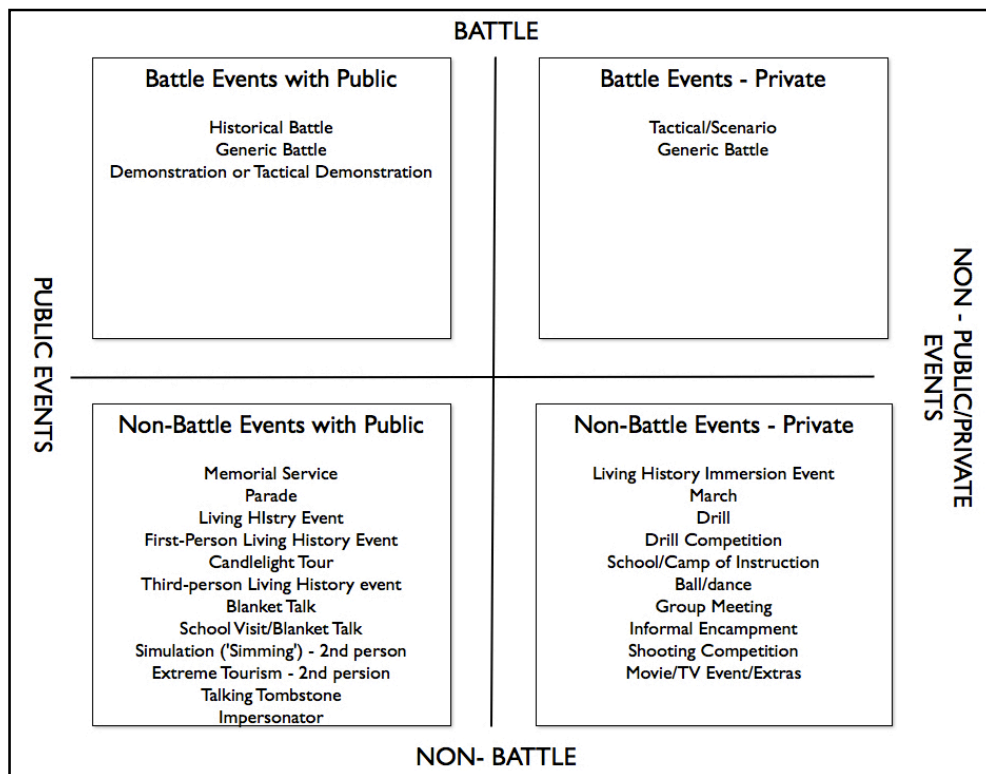 BATTLE
Battle Events with Public
Historical Battle
Generic Battle
Demonstration or Tactical Demonstration
Battle Events - Private
Tactical/Scenario
Generic Battle
PUBLIC EVENTS
NON - PUBLIC/PRIVATE
EVENTS
Non-Battle Events with Public
Memorial Service
Parade
Living HIstry Event
First-Person Living History Event
Candlelight Tour
Third-person Living History event
Blanket Talk
School Visit/Blanket Talk
Simulation ('Simming') - 2nd person
Extreme Tourism - 2nd persion
Talking Tombstone
Impersonator
Non-Battle Events - Private
Living History Immersion Event
March
Drill
Drill Competition
School/Camp of Instruction
Ball/dance
Group Meeting
Informal Encampment
Shooting Competition
Movie/TV Event/Extras
NON- BATTLE